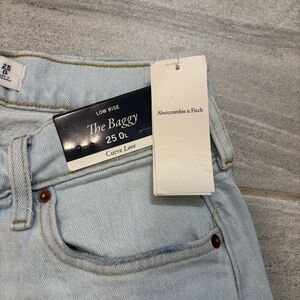 25
0
LOW RISE
The Baggy
25 0L
Curve Love
Abercrombie & Fitch